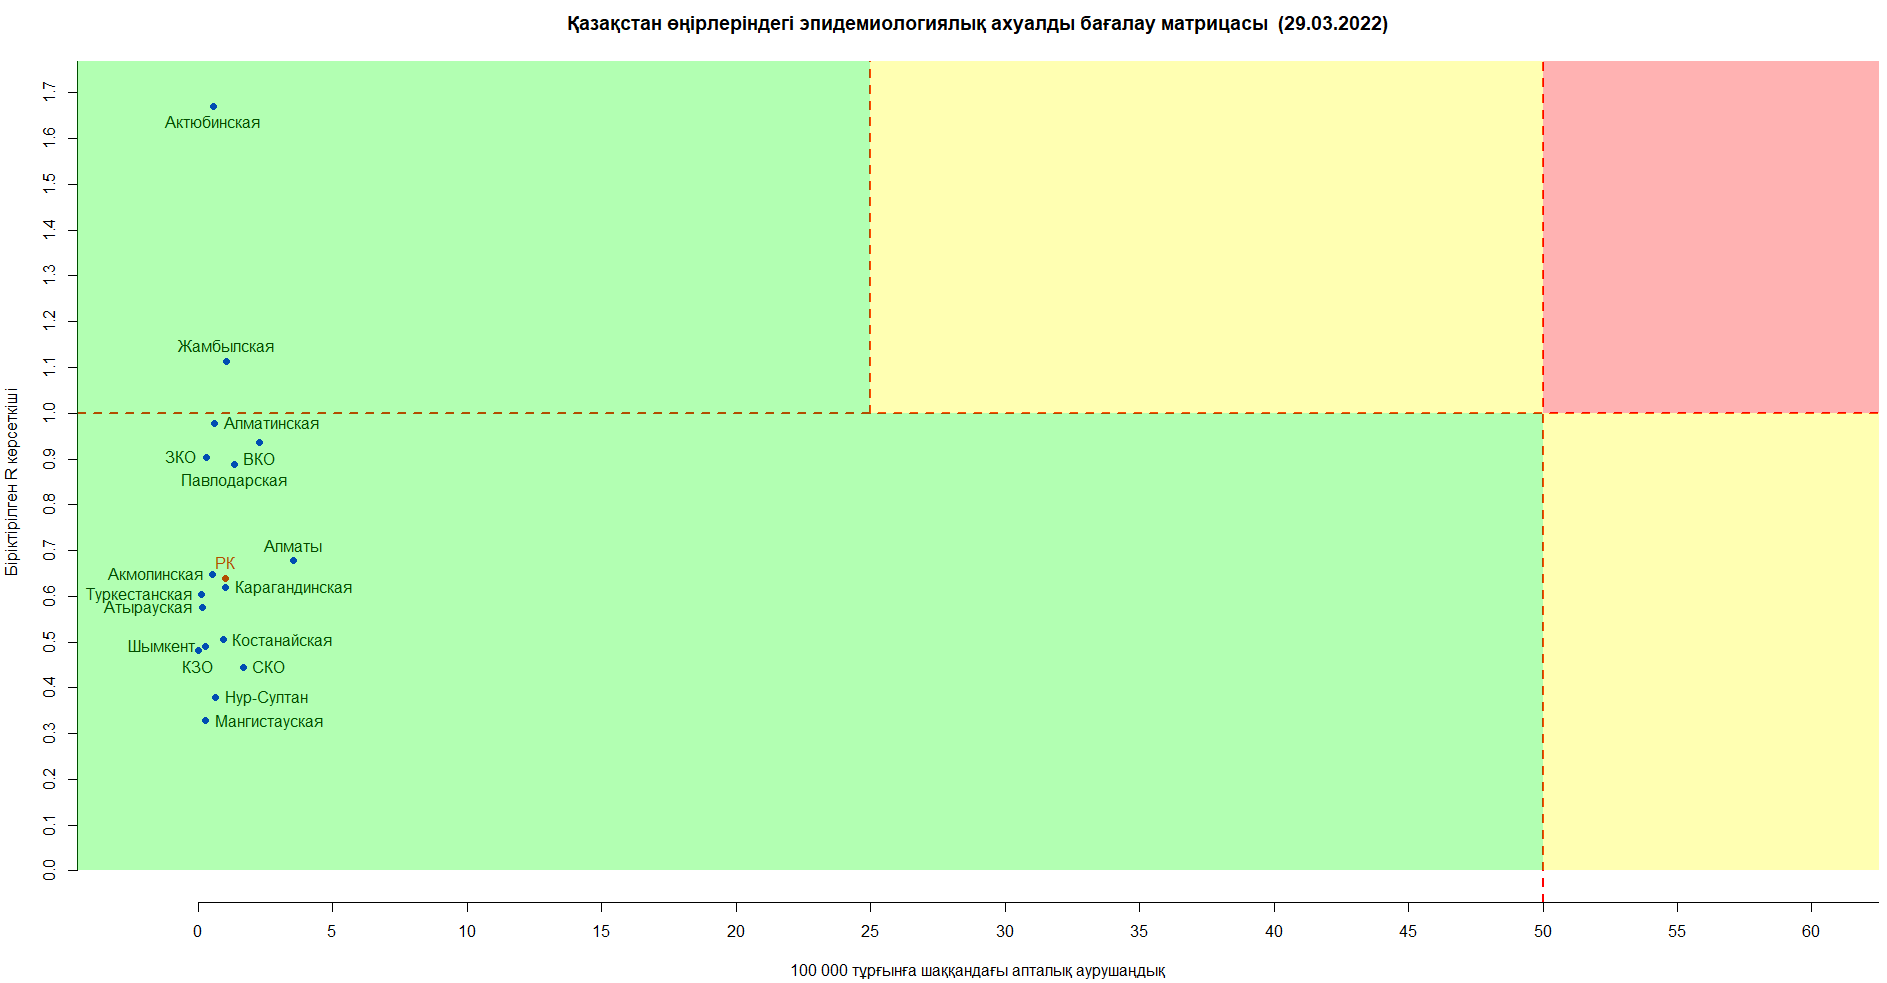 Қазақстан өңірлеріндегі эпидемиологиялық ахуалды бағалау матрицасы (29.03.2022)
Біріктірілген R көрсеткіші
1.7
1.6
1.5
1.4
1.3
1.2
1.1
1.0
0.9
0.8
0.7
0.6
0.5
0.4
0.3
0.2
0.1
0.0
Актюбинская
Жамбылская
Алматинская
ЗКО
ВКО
Павлодарская
Алматы
РК
Акмолинская
Карагандинская
Туркестанская
Атырауская
Костанайская
Шымкент
КЗО
СКО
Нур-Султан
Мангистауская
0
5
10
15
20
25
30
35
40
45
50
55
60
100 000 тұрғынға шаққандағы апталық аурушаңдық